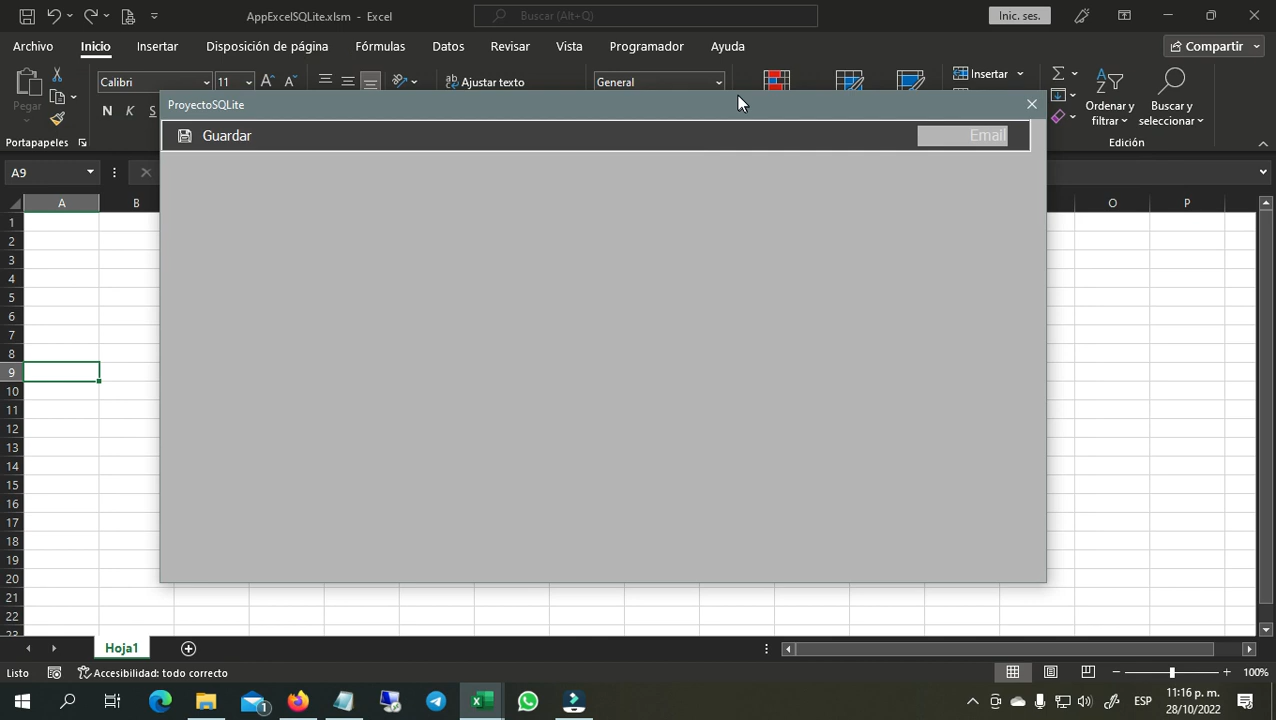 AppExcelSQLite.xlsm - Excel
Buscar (Alt+Q)
Inic. ses.
Archivo Inicio Insertar Disposición de página Fórmulas Datos Revisar Vista Programador Ayuda
Compartir
Pegar
Calibri 11
N K S
Ajustar texto
General
Insertar
Ordenar y filtrar
Buscar y seleccionar
Portapapeles
Edición
ProyectoSQLite
Guardar
Email
A9
A B O P
1
2
3
4
5
6
7
8
9
10
11
12
13
14
15
16
17
18
19
20
21
22
23
Hoja1
Listo
Accesibilidad: todo correcto
100%
1
ESP
11:16 p. m.
28/10/2022